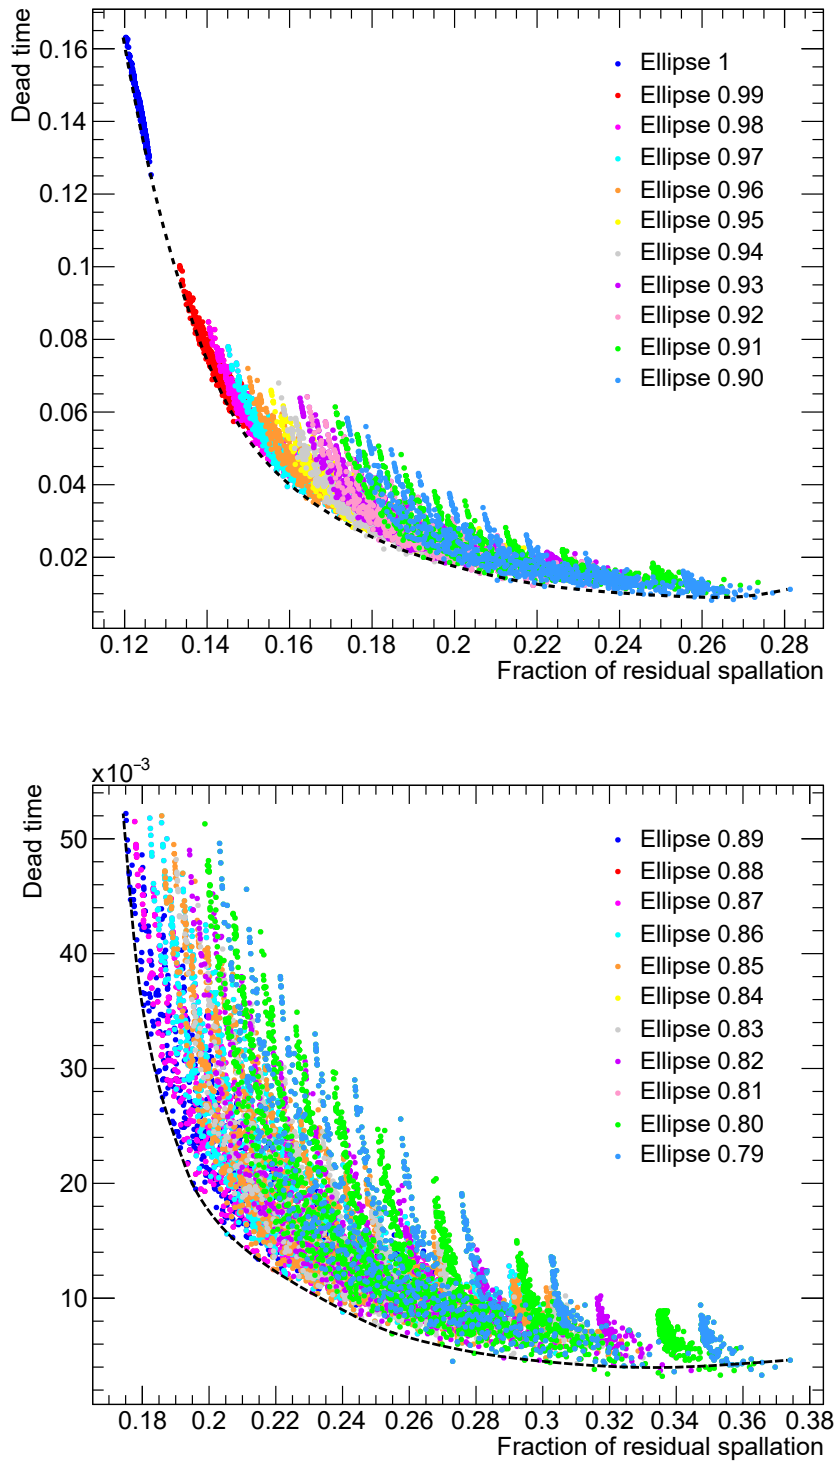 Dead time
0.16
0.14
0.12
0.1
0.08
0.06
0.04
0.02
Ellipse 1
Ellipse 0.99
Ellipse 0.98
Ellipse 0.97
Ellipse 0.96
Ellipse 0.95
Ellipse 0.94
Ellipse 0.93
Ellipse 0.92
Ellipse 0.91
Ellipse 0.90
0.12 0.14 0.16 0.18 0.2 0.22 0.24 0.26 0.28
Fraction of residual spallation
x10⁻³
Dead time
50
40
30
20
10
Ellipse 0.89
Ellipse 0.88
Ellipse 0.87
Ellipse 0.86
Ellipse 0.85
Ellipse 0.84
Ellipse 0.83
Ellipse 0.82
Ellipse 0.81
Ellipse 0.80
Ellipse 0.79
0.18 0.2 0.22 0.24 0.26 0.28 0.3 0.32 0.34 0.36 0.38
Fraction of residual spallation